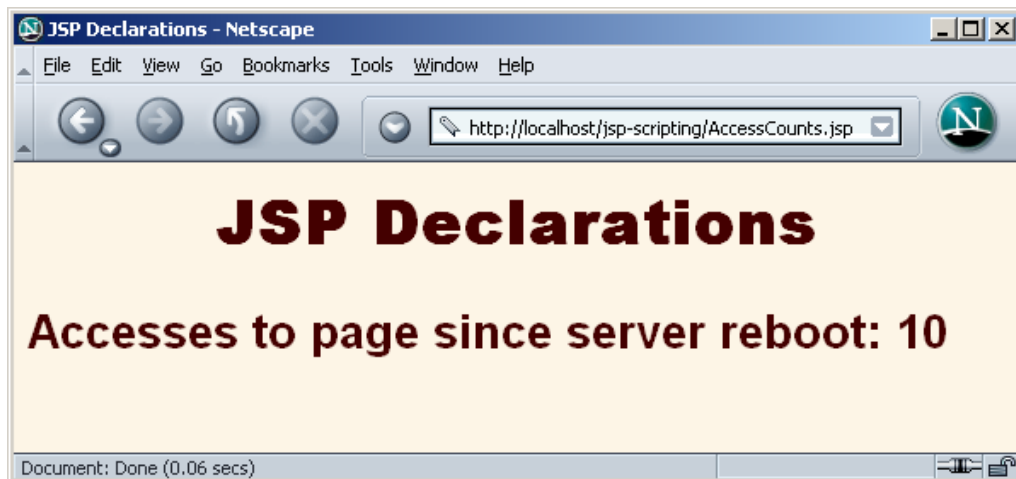 JSP Declarations - Netscape
File Edit View Go Bookmarks Tools Window Help
http://localhost/jsp-scripting/AccessCounts.jsp
N
JSP Declarations
Accesses to page since server reboot: 10
Document: Done (0.06 secs)